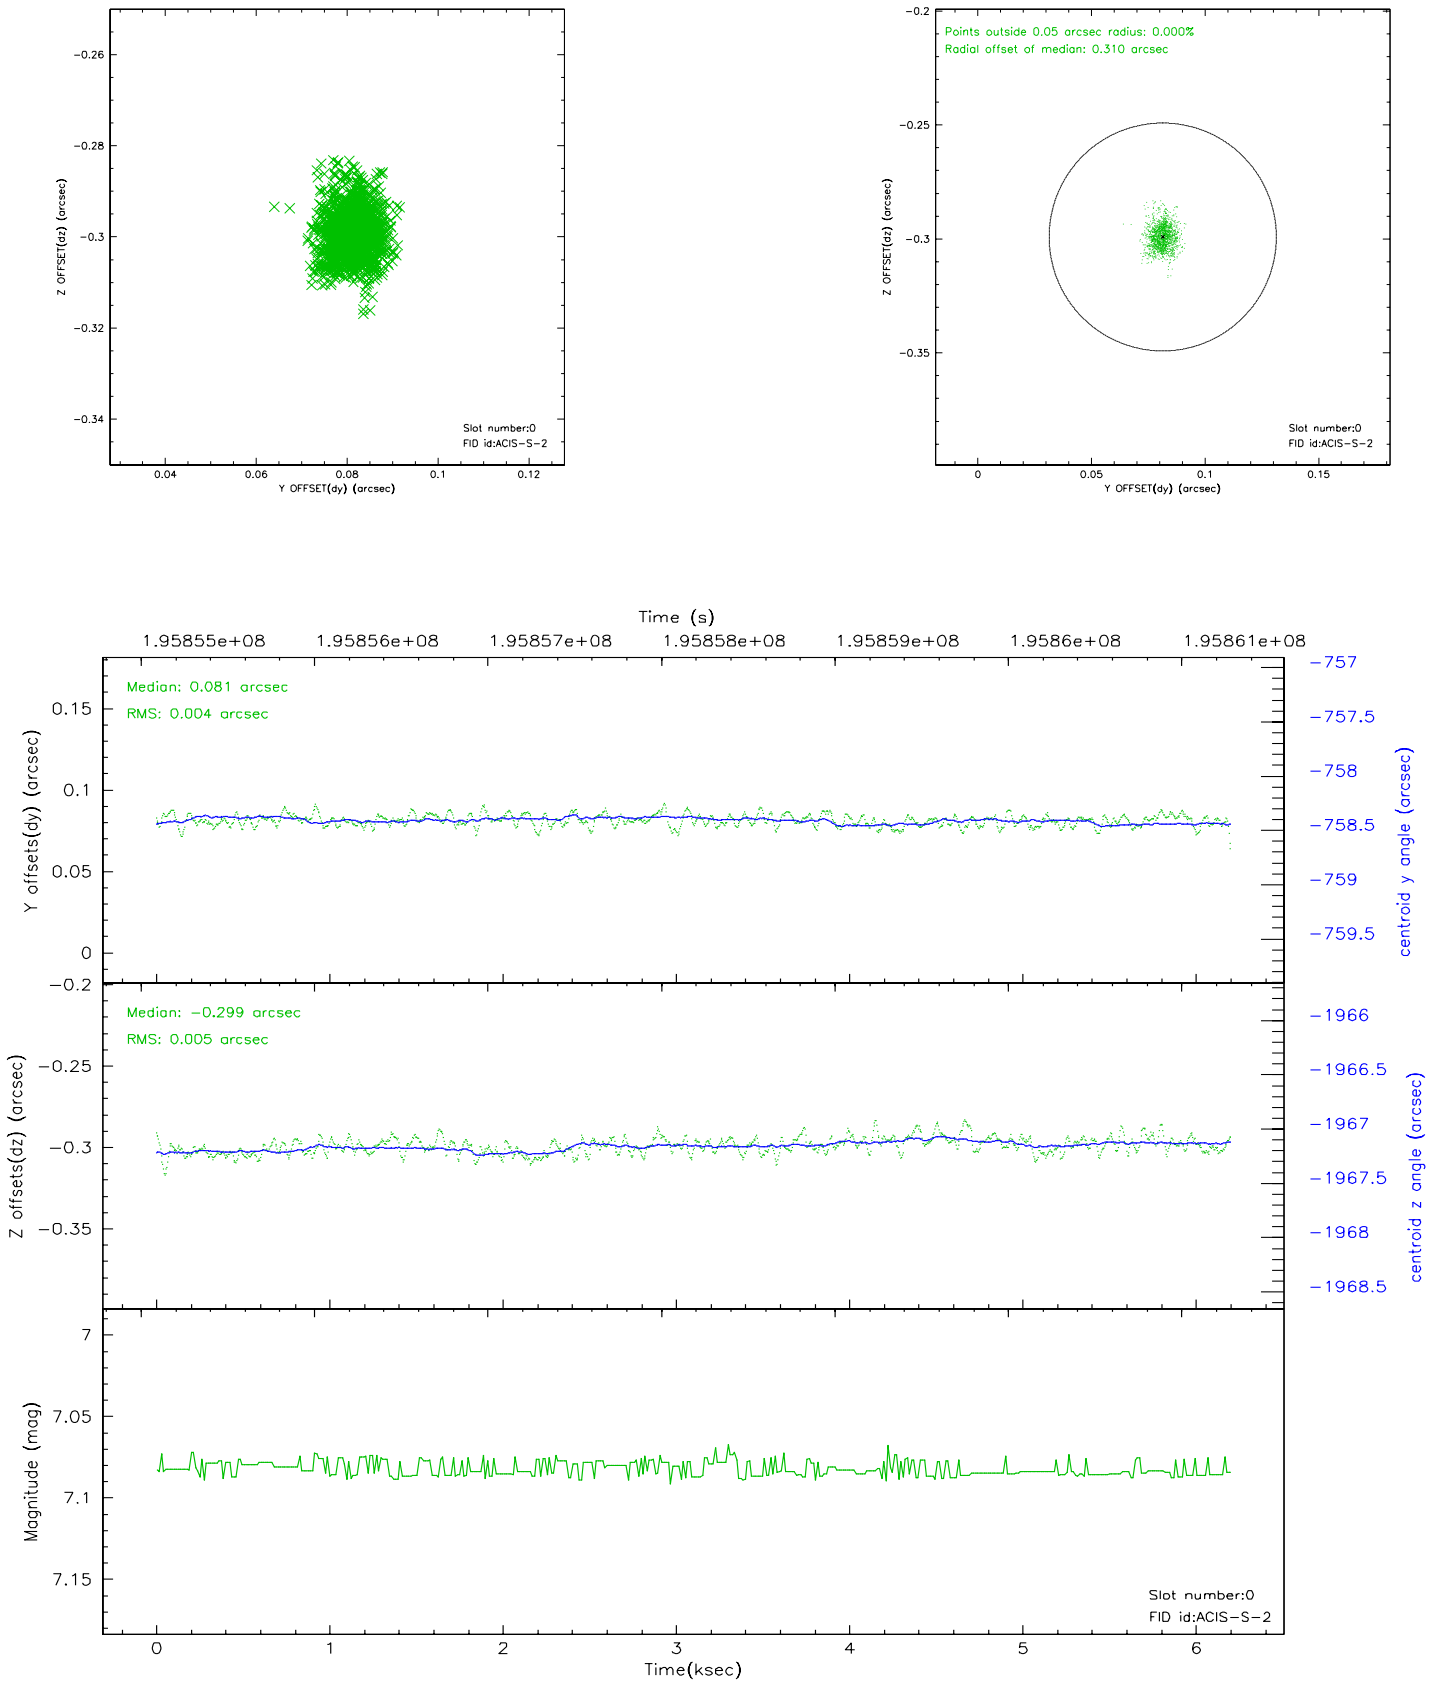 -0.26
-0.28
-0.3
-0.32
-0.34
Z OFFSET(dz) (arcsec)
0.04 0.06 0.08 0.1 0.12
Y OFFSET(dy) (arcsec)
Slot number:0
FID id:ACIS-S-2
Points outside 0.05 arcsec radius: 0.000%
Radial offset of median: 0.310 arcsec
-0.2
-0.25
-0.3
-0.35
Z OFFSET(dz) (arcsec)
0 0.05 0.1 0.15
Y OFFSET(dy) (arcsec)
Slot number:0
FID id:ACIS-S-2
Time (s)
1.95855e+08 1.95856e+08 1.95857e+08 1.95858e+08 1.95859e+08 1.9586e+08 1.95861e+08
Median: 0.081 arcsec
RMS: 0.004 arcsec
0.15
0.1
0.05
0
Y offsets(dy) (arcsec)
-757
-757.5
-758
-758.5
-759
-759.5
centroid y angle (arcsec)
Median: -0.299 arcsec
RMS: 0.005 arcsec
-0.2
-0.25
-0.3
-0.35
Z offsets(dz) (arcsec)
-1966
-1966.5
-1967
-1967.5
-1968
-1968.5
centroid z angle (arcsec)
7
7.05
7.1
7.15
Magnitude (mag)
Slot number:0
FID id:ACIS-S-2
0 1 2 3 4 5 6
Time(ksec)